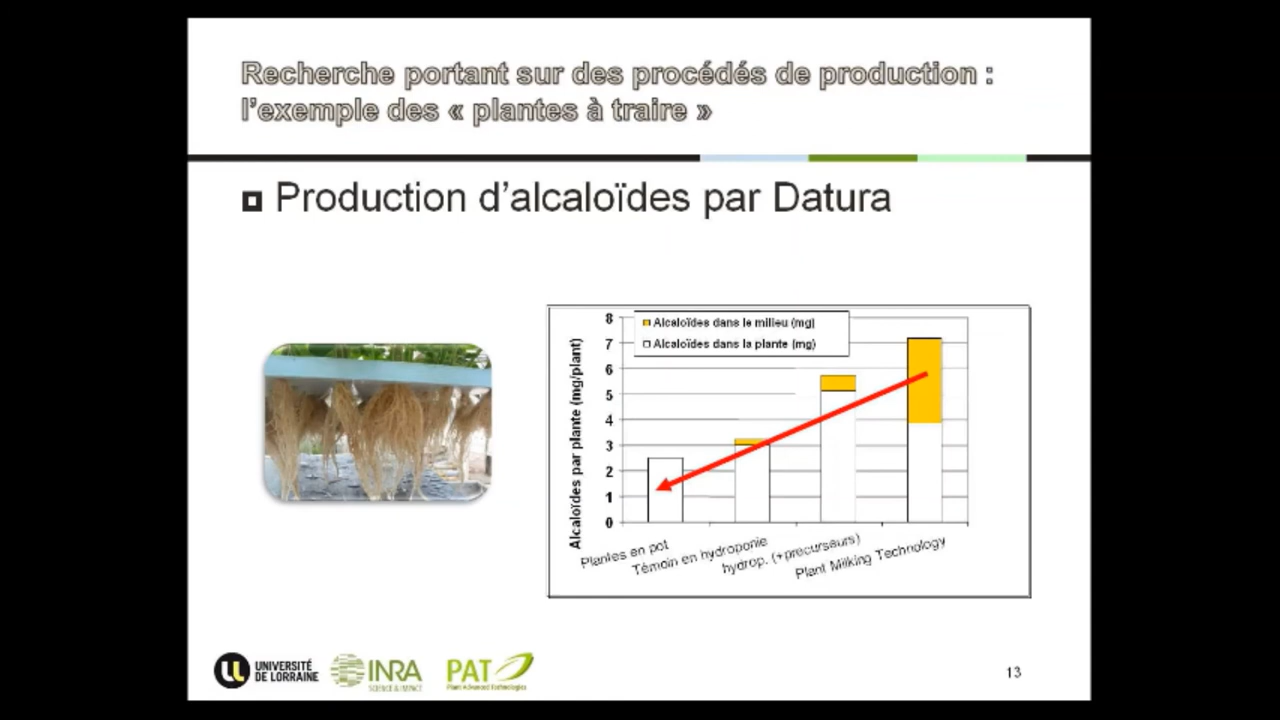 Recherche portant sur des procédés de production :
l'exemple des « plantes à traire »
Production d'alcaloïdes par Datura
Alcaloïdes par plante (mg/plant)
8
7
6
5
4
3
2
1
0
Alcaloïdes dans le milieu (mg)
Alcaloïdes dans la plante (mg)
Plantes en pot
Témoin en hydroponie
hydrop. (+précurseurs)
Plant Milking Technology
UNIVERSITÉ
DE LORRAINE
INRA
SCIENCE & IMPACT
PAT
Plant Advanced Technologies
13